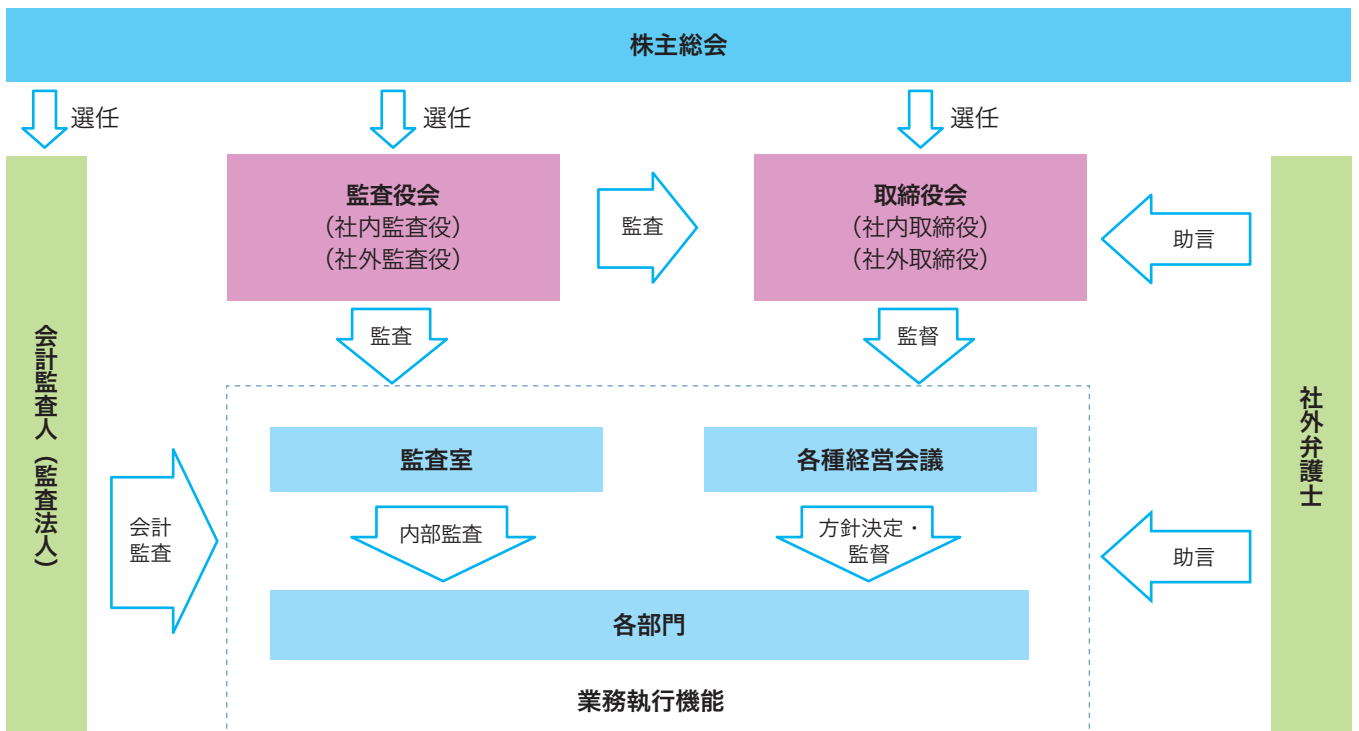 株主総会
選任
選任
選任
監査役会
（社内監査役）
（社外監査役）
監査
取締役会
（社内取締役）
（社外取締役）
助言
監査
監督
会計監査人（監査法人）
社外弁護士
監査室
各種経営会議
会計
監査
内部監査
方針決定・
監督
助言
各部門
業務執行機能